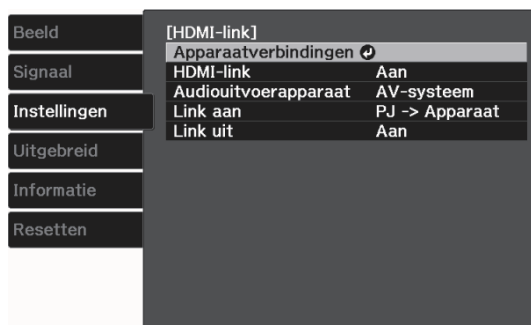 Beeld
Signaal
Instellingen
Uitgebreid
Informatie
Resetten
[HDMI-link]
Apparaatverbindingen
HDMI-link Aan
Audiouitvoerapparaat AV-systeem
Link aan PJ -> Apparaat
Link uit Aan